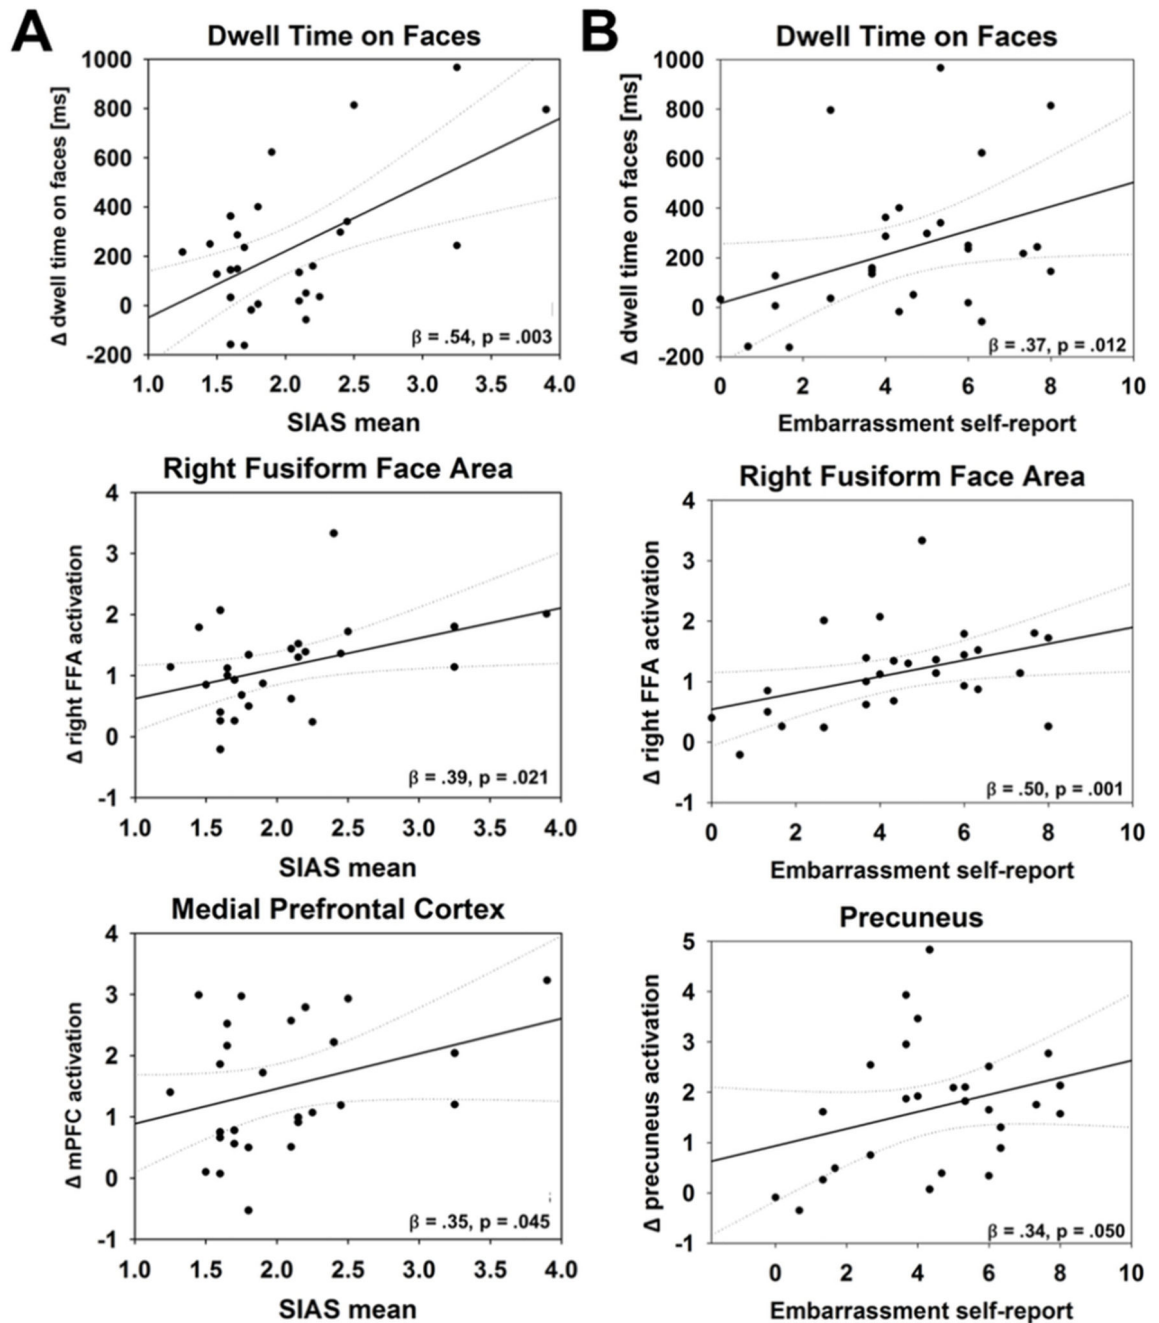 A
Dwell Time on Faces
Δ dwell time on faces [ms]
1000
800
600
400
200
0
-200
β = .54, p = .003
1.0 1.5 2.0 2.5 3.0 3.5 4.0
SIAS mean
B
Dwell Time on Faces
Δ dwell time on faces [ms]
1000
800
600
400
200
0
-200
β = .37, p = .012
0 2 4 6 8 10
Embarrassment self-report
Right Fusiform Face Area
Δ right FFA activation
4
3
2
1
0
-1
β = .39, p = .021
1.0 1.5 2.0 2.5 3.0 3.5 4.0
SIAS mean
Right Fusiform Face Area
Δ right FFA activation
4
3
2
1
0
-1
β = .50, p = .001
0 2 4 6 8 10
Embarrassment self-report
Medial Prefrontal Cortex
Δ mPFC activation
4
3
2
1
0
-1
β = .35, p = .045
1.0 1.5 2.0 2.5 3.0 3.5 4.0
SIAS mean
Precuneus
Δ precuneus activation
5
4
3
2
1
0
-1
β = .34, p = .050
0 2 4 6 8 10
Embarrassment self-report